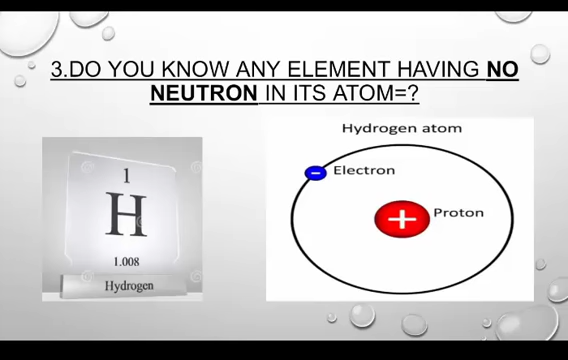 3.DO YOU KNOW ANY ELEMENT HAVING NO
NEUTRON IN ITS ATOM=?
1
H
1.008
Hydrogen
Hydrogen atom
− Electron
+ Proton